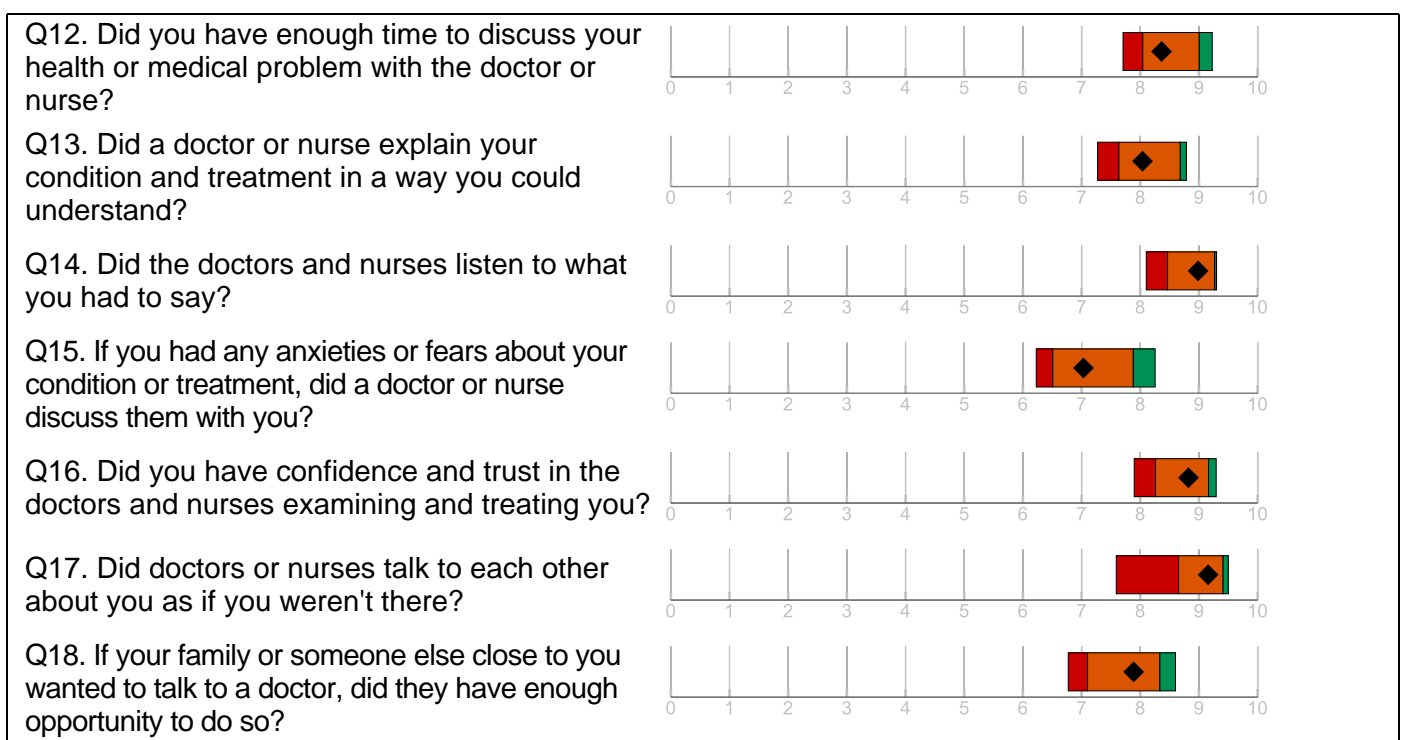 Q12. Did you have enough time to discuss your
health or medical problem with the doctor or
nurse?
0 1 2 3 4 5 6 7 8 9 10
Q13. Did a doctor or nurse explain your
condition and treatment in a way you could
understand?
0 1 2 3 4 5 6 7 8 9 10
Q14. Did the doctors and nurses listen to what
you had to say?
0 1 2 3 4 5 6 7 8 9 10
Q15. If you had any anxieties or fears about your
condition or treatment, did a doctor or nurse
discuss them with you?
0 1 2 3 4 5 6 7 8 9 10
Q16. Did you have confidence and trust in the
doctors and nurses examining and treating you?
0 1 2 3 4 5 6 7 8 9 10
Q17. Did doctors or nurses talk to each other
about you as if you weren't there?
0 1 2 3 4 5 6 7 8 9 10
Q18. If your family or someone else close to you
wanted to talk to a doctor, did they have enough
opportunity to do so?
0 1 2 3 4 5 6 7 8 9 10